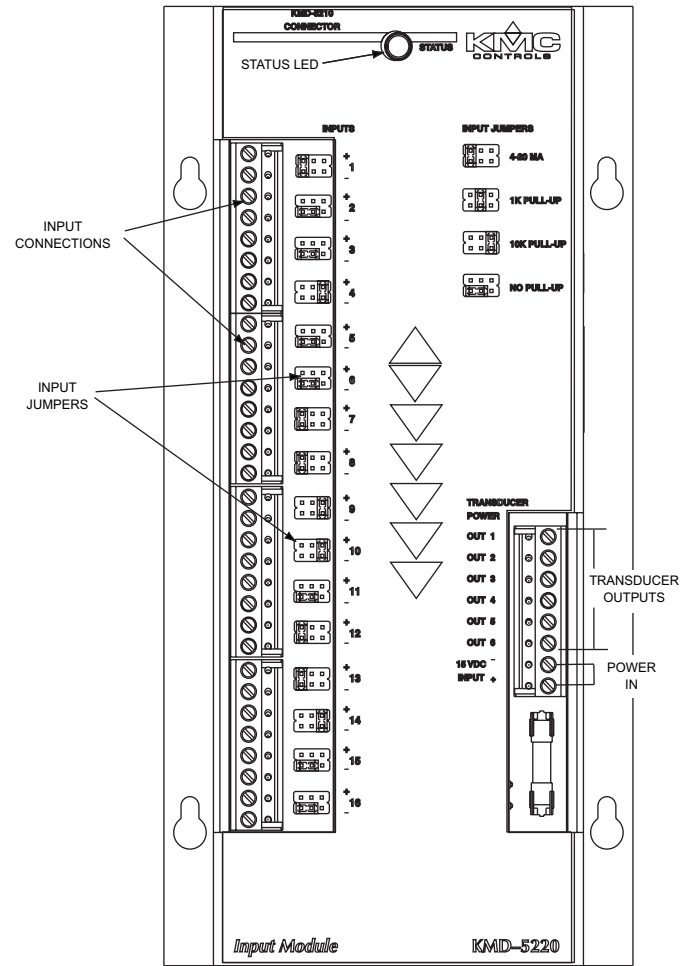 KMD-5210
CONNECTOR
STATUS
KMC
CONTROLS
STATUS LED
INPUTS
INPUT JUMPERS
+
1
-
4-20 MA
+
2
-
1K PULL-UP
INPUT
CONNECTIONS
+
3
-
10K PULL-UP
+
4
-
NO PULL-UP
+
5
-
INPUT
JUMPERS
+
6
-
+
7
-
+
8
-
+
9
-
TRANSDUCER
POWER
+
10
-
OUT 1
OUT 2
+
11
-
OUT 3
OUT 4
TRANSDUCER
OUTPUTS
+
12
-
OUT 5
OUT 6
+
13
-
15 VDC -
INPUT +
POWER
IN
+
14
-
+
15
-
+
16
-
Input Module
KMD–5220